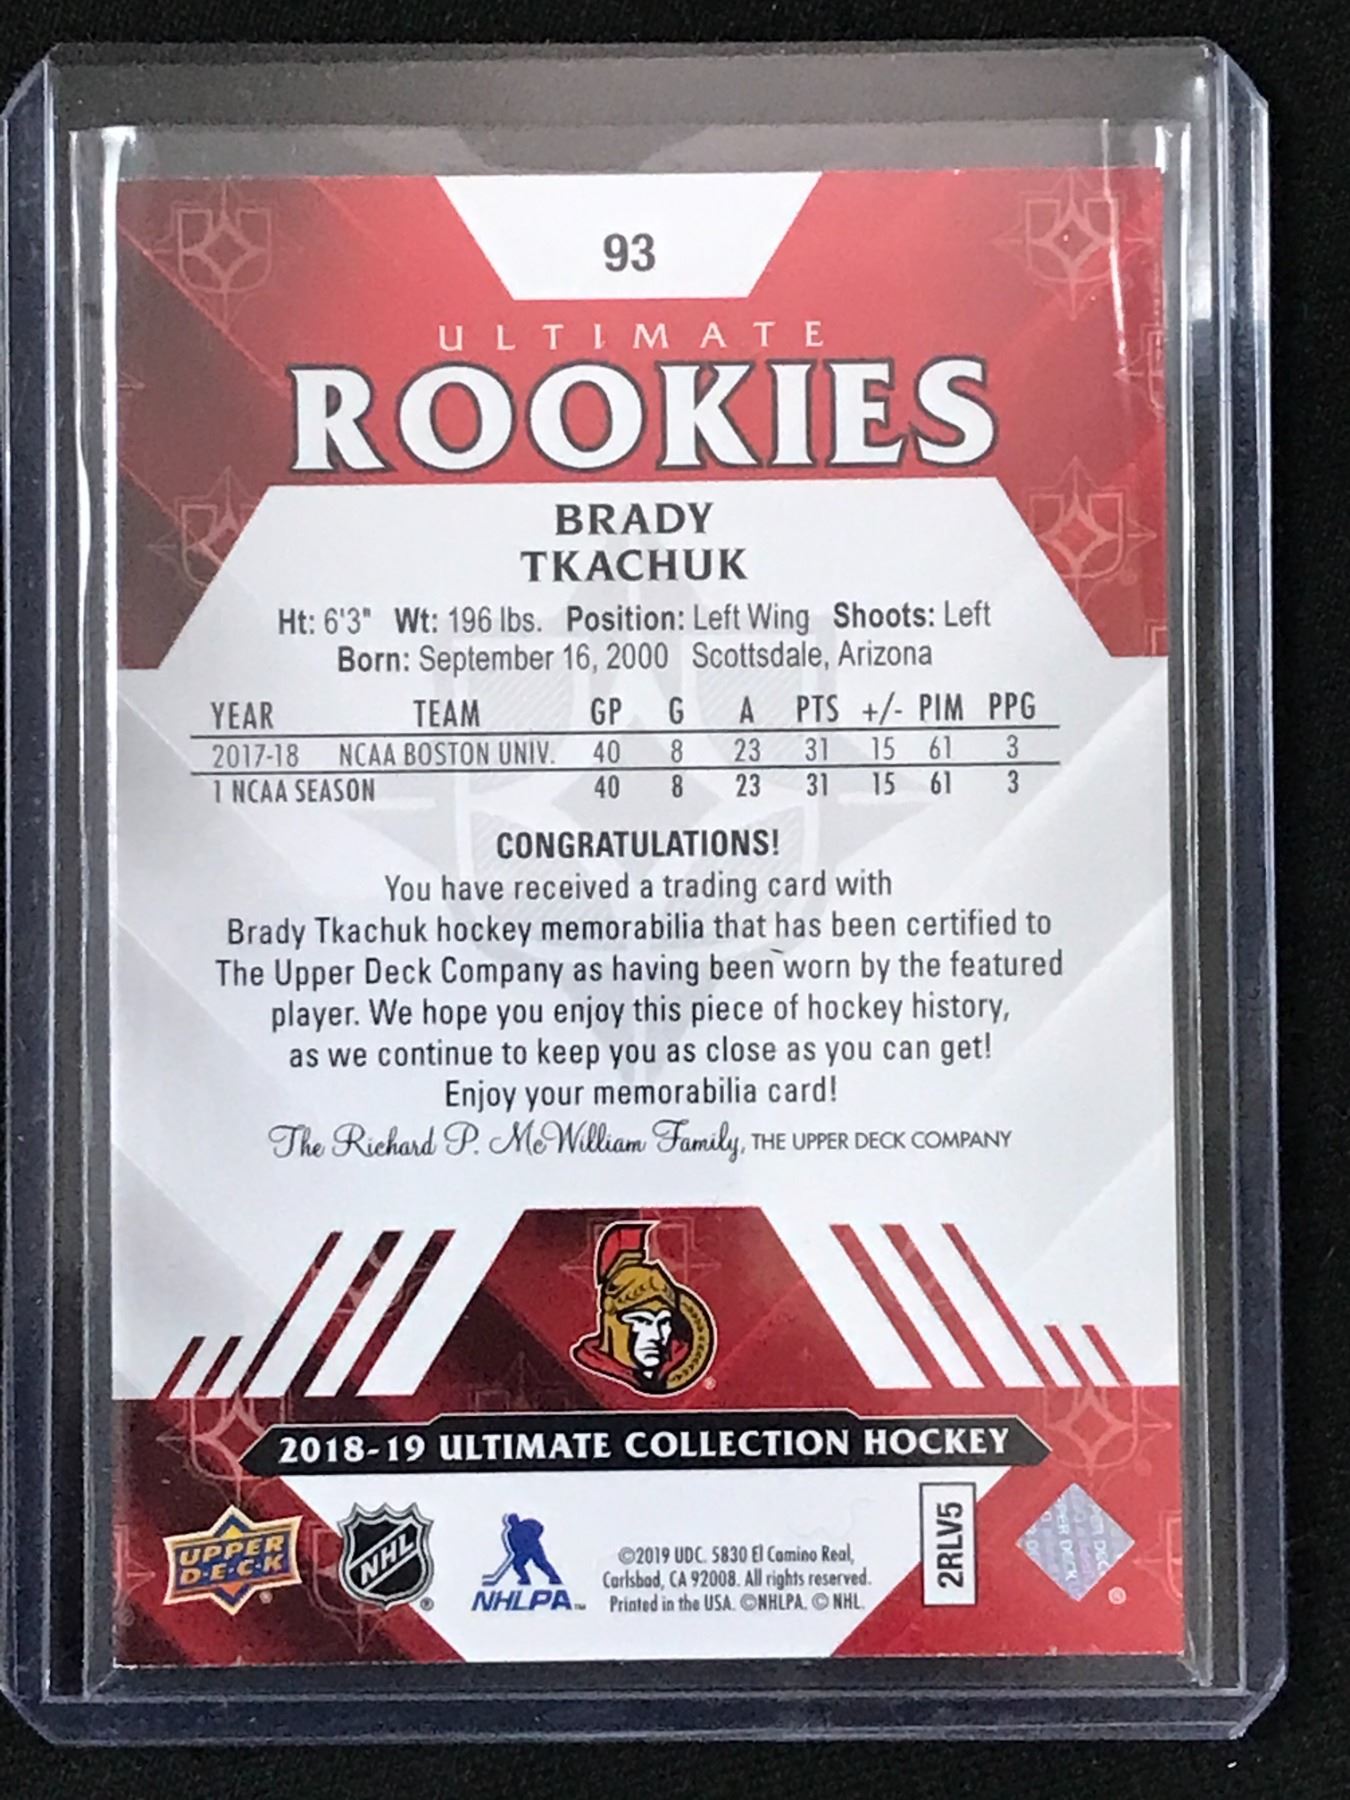 93
ULTIMATE
ROOKIES
BRADY
TKACHUK
Ht: 6'3" Wt: 196 lbs. Position: Left Wing Shoots: Left
Born: September 16, 2000 Scottsdale, Arizona
YEAR TEAM GP G A PTS +/- PIM PPG
2017-18 NCAA BOSTON UNIV. 40 8 23 31 15 61 3
1 NCAA SEASON 40 8 23 31 15 61 3
CONGRATULATIONS!
You have received a trading card with
Brady Tkachuk hockey memorabilia that has been certified to
The Upper Deck Company as having been worn by the featured
player. We hope you enjoy this piece of hockey history,
as we continue to keep you as close as you can get!
Enjoy your memorabilia card!
The Richard P. McWilliam Family, THE UPPER DECK COMPANY
2018-19 ULTIMATE COLLECTION HOCKEY
UPPER
D·E·C·K
NHL
NHLPA™
©2019 UDC. 5830 El Camino Real,
Carlsbad, CA 92008. All rights reserved.
Printed in the USA. ©NHLPA. © NHL.
2RLV5